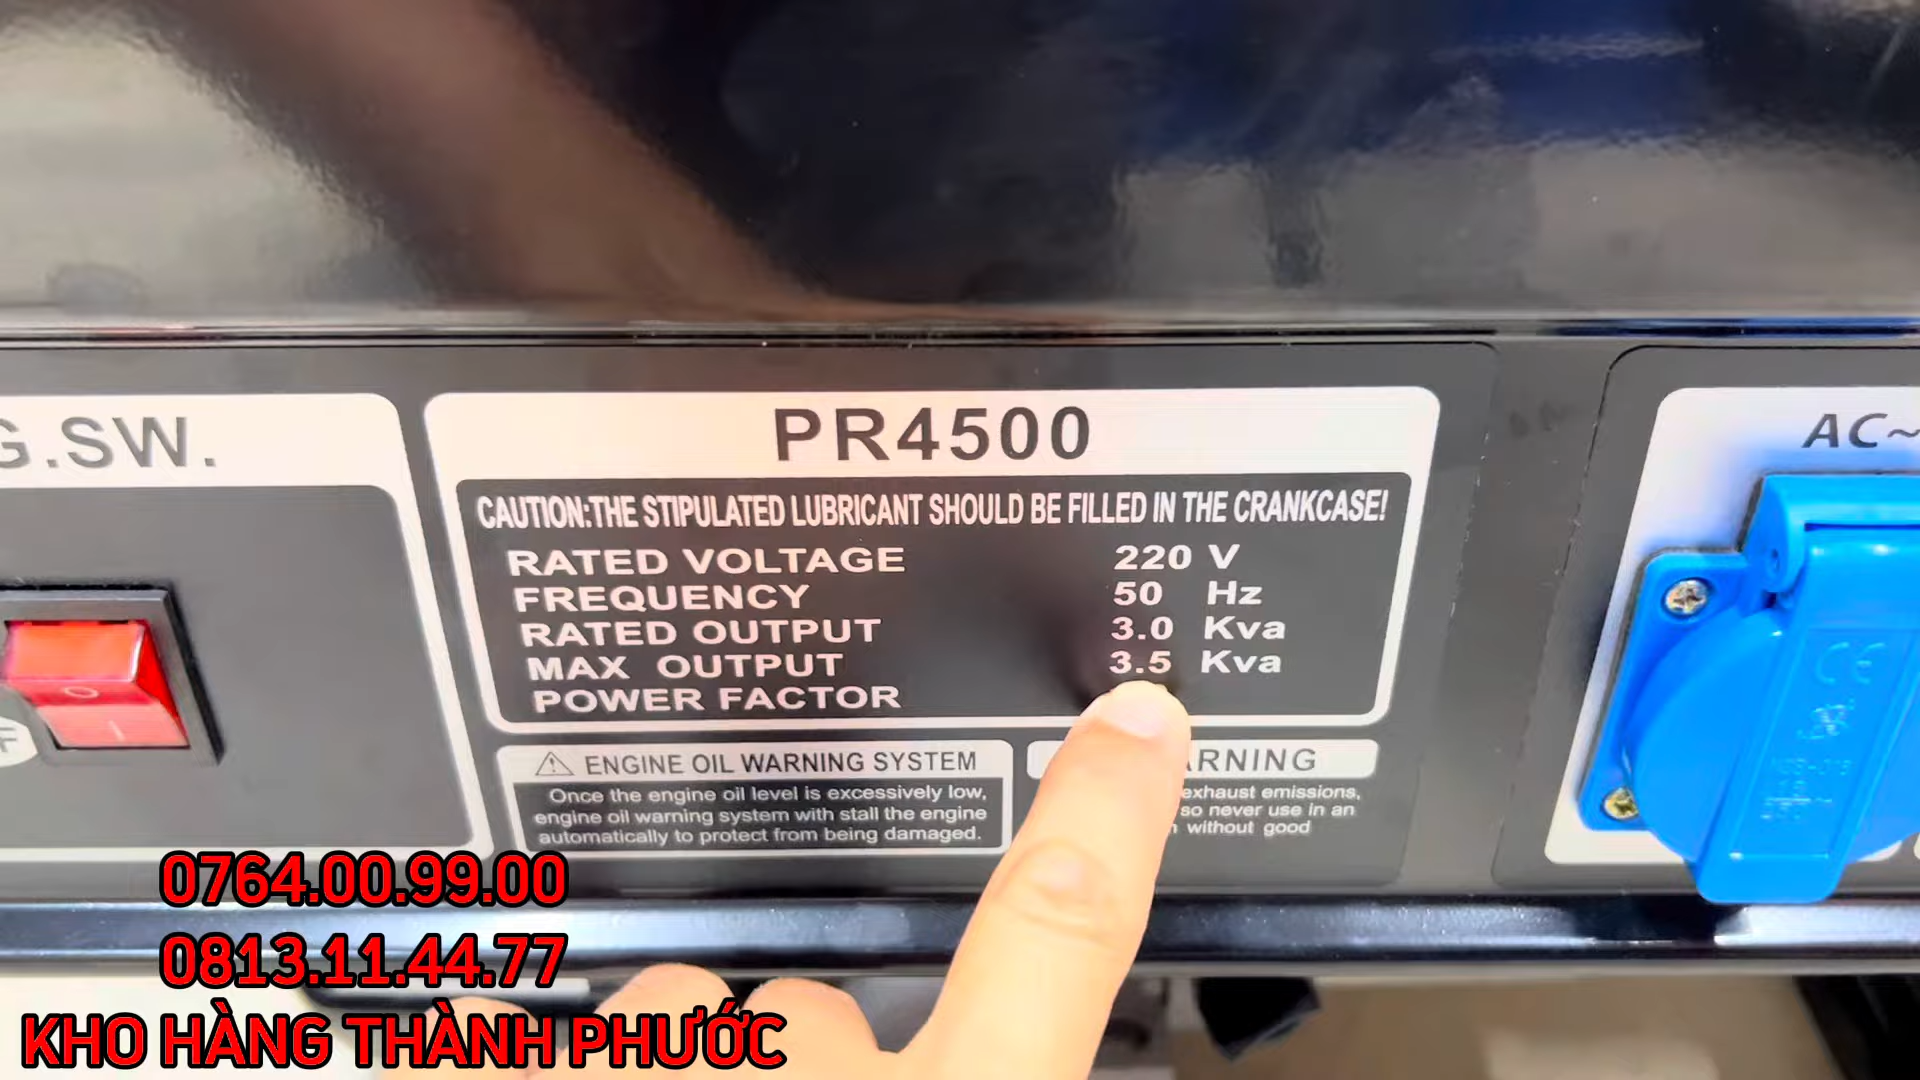 G.SW.
PR4500
AC~
CAUTION:THE STIPULATED LUBRICANT SHOULD BE FILLED IN THE CRANKCASE!
RATED VOLTAGE 220 V
FREQUENCY 50 Hz
RATED OUTPUT 3.0 Kva
MAX OUTPUT 3.5 Kva
POWER FACTOR
ENGINE OIL WARNING SYSTEM
Once the engine oil level is excessively low,
engine oil warning system with stall the engine
automatically to protect from being damaged.
RNING
exhaust emissions,
so never use in an
without good
0764.00.99.00
0813.11.44.77
KHO HÀNG THÀNH PHƯỚC